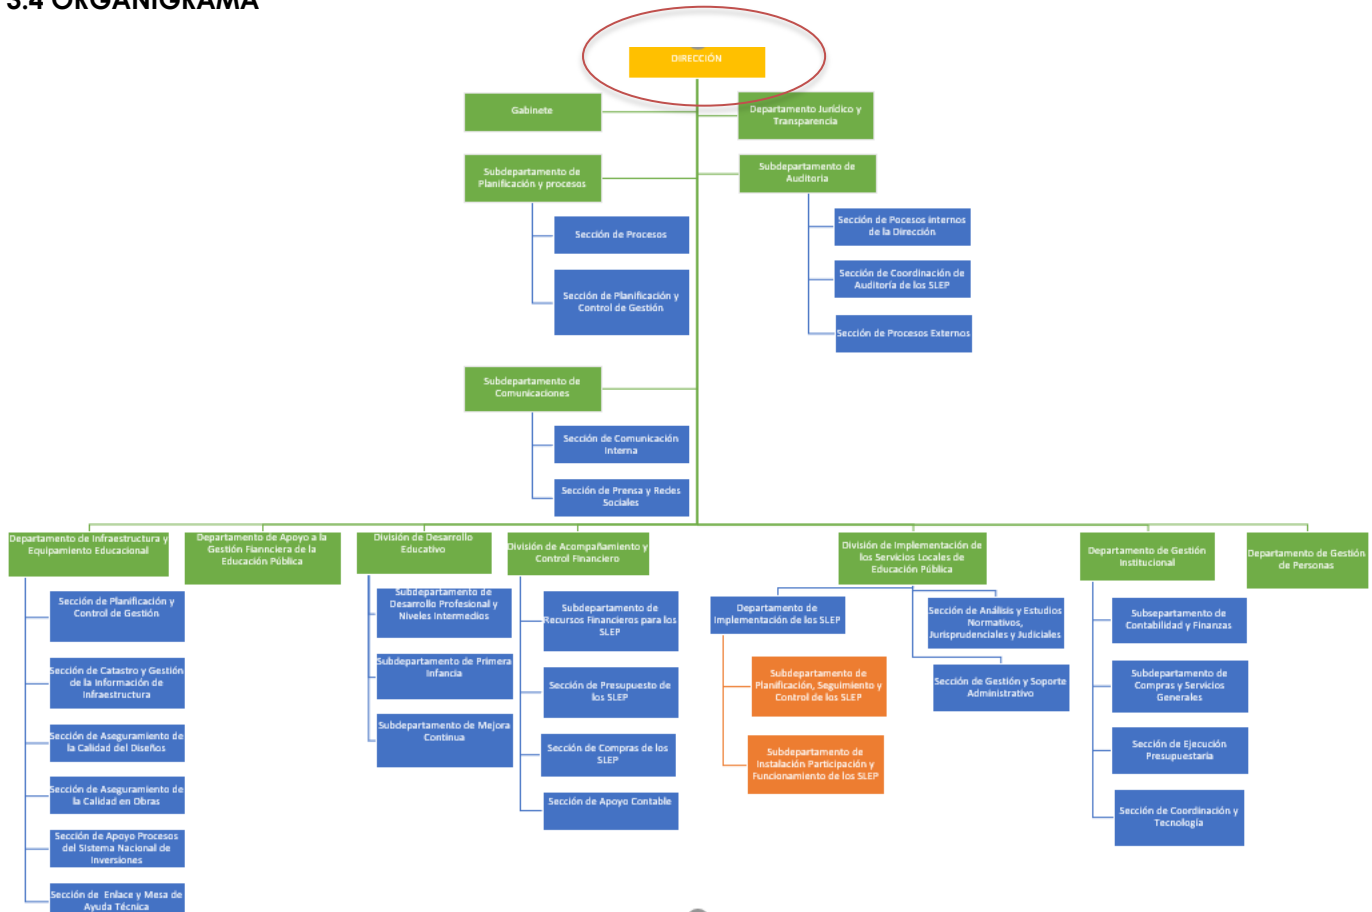 3.4 ORGANIGRAMA
DIRECCIÓN
Gabinete
Departamento Jurídico y
Transparencia
Subdepartamento de
Planificación y procesos
Subdepartamento de
Auditoria
Sección de Procesos
Sección de Planificación y
Control de Gestión
Sección de Pocesos internos
de la Dirección
Sección de Coordinación de
Auditoría de los SLEP
Sección de Procesos Externos
Subdepartamento de
Comunicaciones
Sección de Comunicación
Interna
Sección de Prensa y Redes
Sociales
Departamento de Infraestructura y
Equipamiento Educacional
Sección de Planificación y
Control de Gestión
Sección de Catastro y Gestión
de la Información de
Infraestructura
Sección de Aseguramiento de
la Calidad del Diseños
Sección de Aseguramiento de
la Calidad en Obras
Sección de Apoyo Procesos
del Sistema Nacional de
Inversiones
Sección de Enlace y Mesa de
Ayuda Técnica
Departamento de Apoyo a la
Gestión Fiannciera de la
Educación Pública
División de Desarrollo
Educativo
Subdepartamento de
Desarrollo Profesional y
Niveles Intermedios
Subdepartamento de Primera
Infancia
Subdepartamento de Mejora
Continua
División de Acompañamiento y
Control Financiero
Subdepartamento de
Recursos Financieros para los
SLEP
Sección de Presupuesto de
los SLEP
Sección de Compras de los
SLEP
Sección de Apoyo Contable
División de Implementación de
los Servicios Locales de
Educación Pública
Departamento de
Implementación de los SLEP
Subdepartamento de
Planificación, Seguimiento y
Control de los SLEP
Subdepartamento de
Instalación Participación y
Funcionamiento de los SLEP
Sección de Análisis y Estudios
Normativos,
Jurisprudenciales y Judiciales
Sección de Gestión y Soporte
Administrativo
Departamento de Gestión
Institucional
Subsepartamento de
Contabilidad y Finanzas
Subdepartamento de
Compras y Servicios
Generales
Sección de Ejecución
Presupuestaria
Sección de Coordinación y
Tecnología
Departamento de Gestión
de Personas